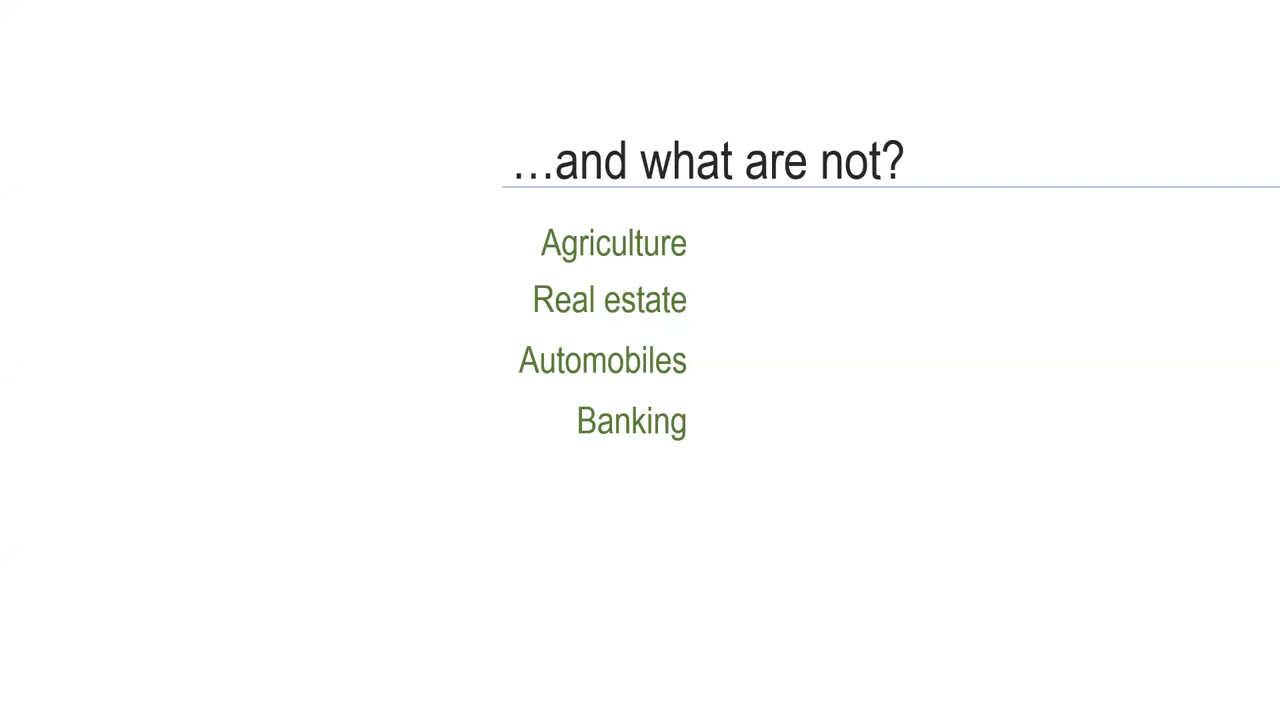 …and what are not?
Agriculture
Real estate
Automobiles
Banking